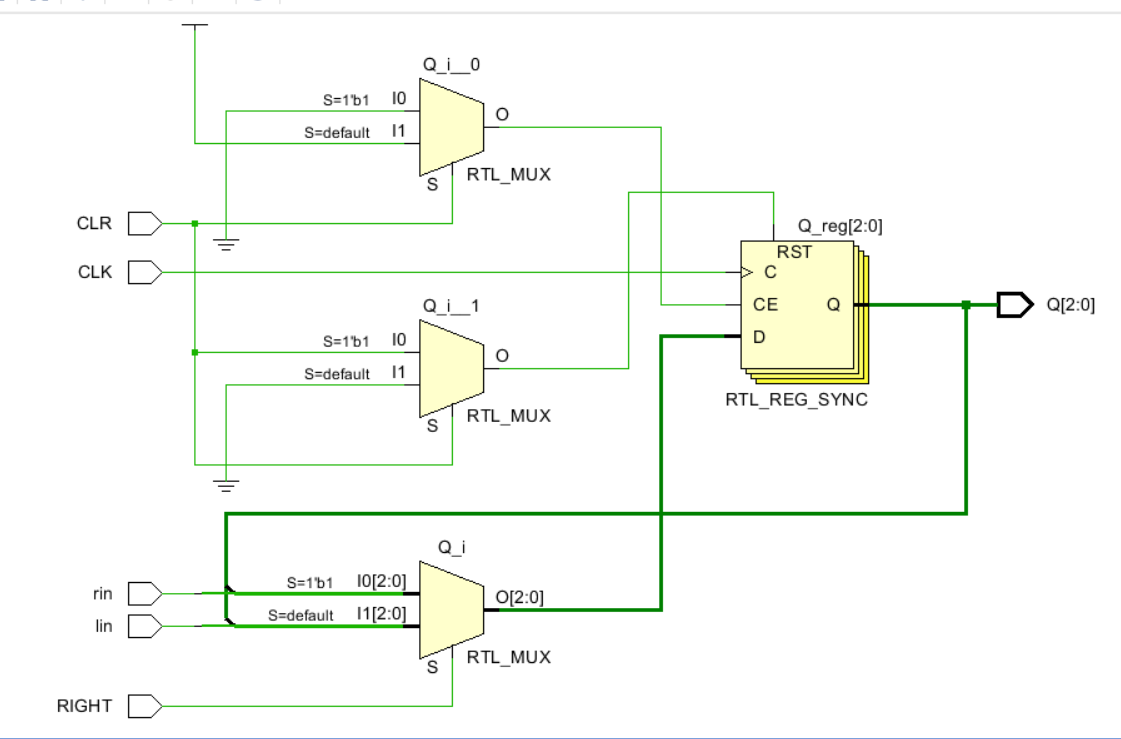 Q_i__0
S=1'b1 I0
O
S=default I1
RTL_MUX
S
CLR
Q_reg[2:0]
RST
CLK
C
Q_i__1
CE Q
Q[2:0]
S=1'b1 I0
D
O
S=default I1
RTL_REG_SYNC
RTL_MUX
S
Q_i
rin
S=1'b1 I0[2:0]
O[2:0]
lin
S=default I1[2:0]
RTL_MUX
S
RIGHT